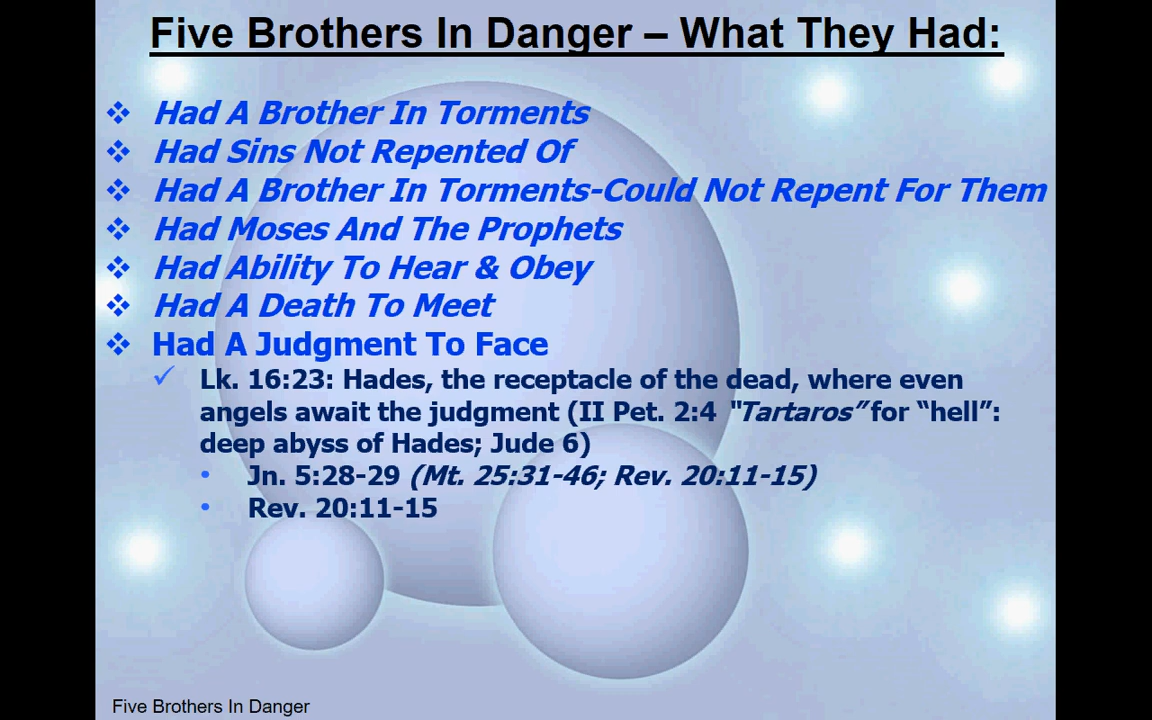 Five Brothers In Danger – What They Had:
Had A Brother In Torments
Had Sins Not Repented Of
Had A Brother In Torments-Could Not Repent For Them
Had Moses And The Prophets
Had Ability To Hear & Obey
Had A Death To Meet
Had A Judgment To Face
Lk. 16:23: Hades, the receptacle of the dead, where even
angels await the judgment (II Pet. 2:4 "Tartaros” for “hell”:
deep abyss of Hades; Jude 6)
Jn. 5:28-29 (Mt. 25:31-46; Rev. 20:11-15)
Rev. 20:11-15
Five Brothers In Danger